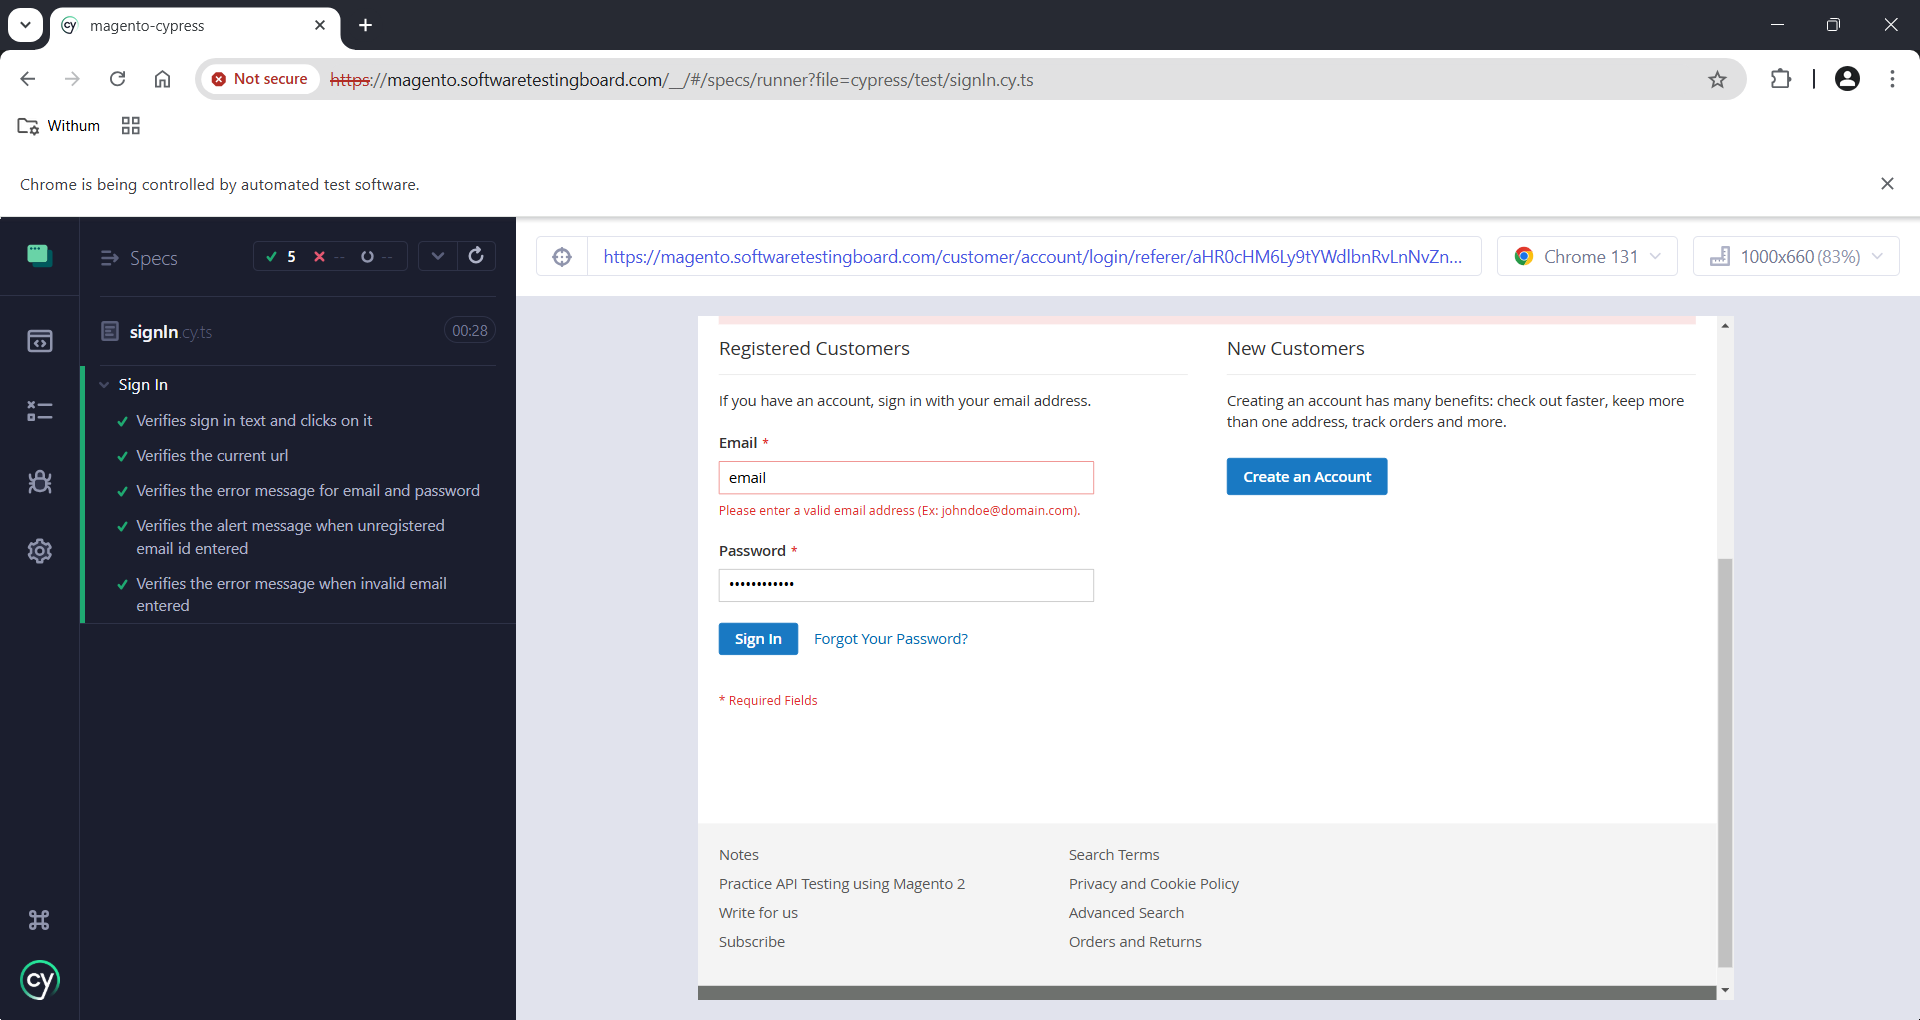 magento-cypress
Not secure
https://magento.softwaretestingboard.com/__/#/specs/runner?file=cypress/test/signIn.cy.ts
Withum
Chrome is being controlled by automated test software.
Specs
5 -- --
https://magento.softwaretestingboard.com/customer/account/login/referer/aHR0cHM6Ly9tYWdlbnRvLnNvZn...
Chrome 131
1000x660 (83%)
signIn.cy.ts
00:28
Sign In
Verifies sign in text and clicks on it
Verifies the current url
Verifies the error message for email and password
Verifies the alert message when unregistered
email id entered
Verifies the error message when invalid email
entered
cy
Registered Customers
If you have an account, sign in with your email address.
Email *
email
Please enter a valid email address (Ex: johndoe@domain.com).
Password *
••••••••••••
Sign In
Forgot Your Password?
* Required Fields
New Customers
Creating an account has many benefits: check out faster, keep more
than one address, track orders and more.
Create an Account
Notes
Practice API Testing using Magento 2
Write for us
Subscribe
Search Terms
Privacy and Cookie Policy
Advanced Search
Orders and Returns